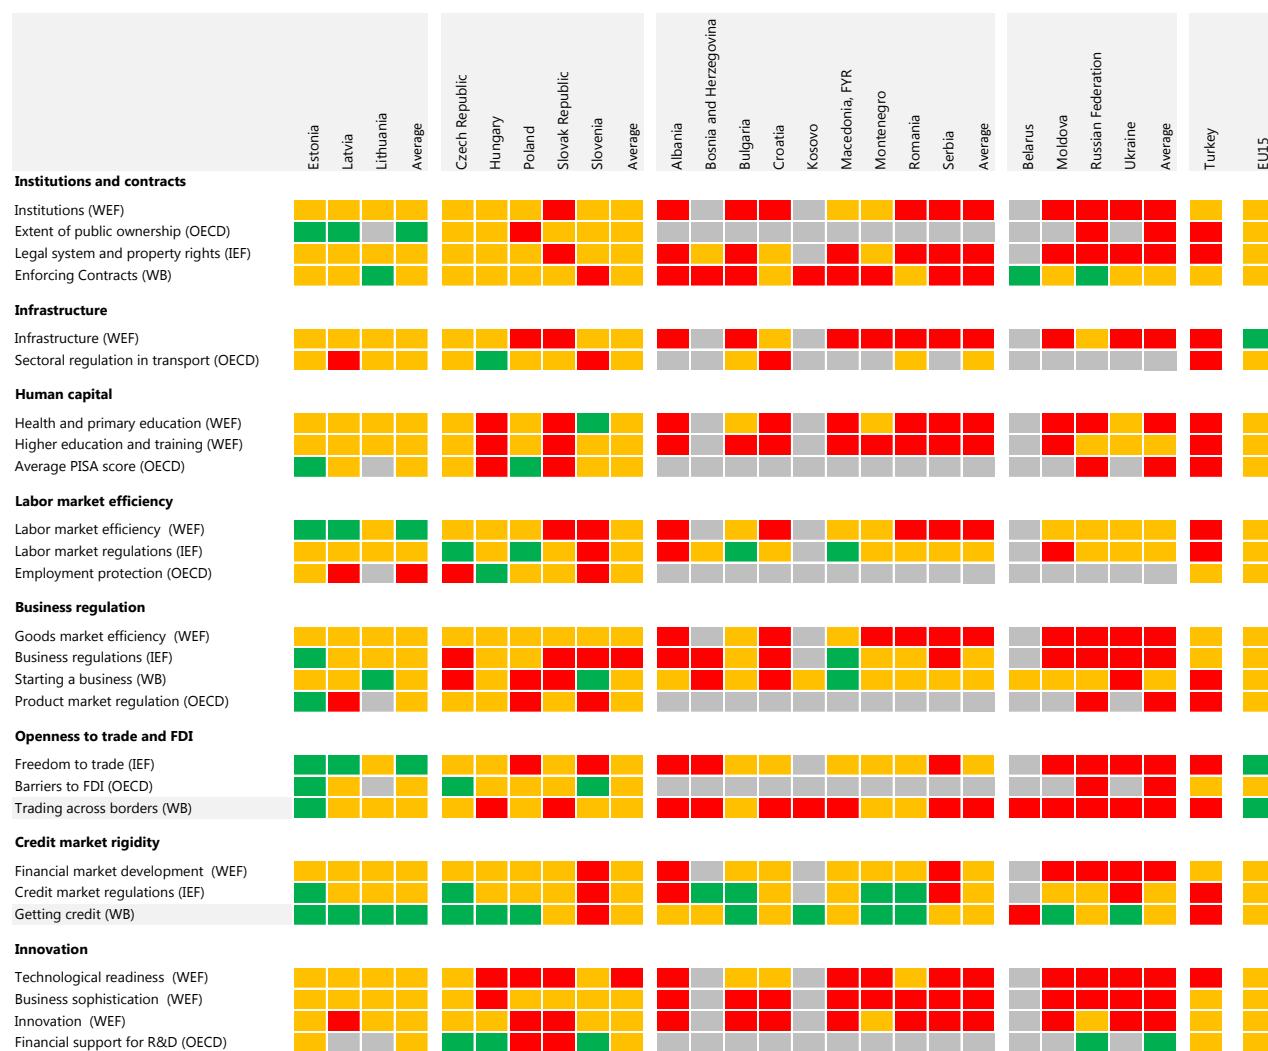 Estonia
Latvia
Lithuania
Average
Czech Republic
Hungary
Poland
Slovak Republic
Slovenia
Average
Albania
Bosnia and Herzegovina
Bulgaria
Croatia
Kosovo
Macedonia, FYR
Montenegro
Romania
Serbia
Average
Belarus
Moldova
Russian Federation
Ukraine
Average
Turkey
EU15
Institutions and contracts
Institutions (WEF)
Extent of public ownership (OECD)
Legal system and property rights (IEF)
Enforcing Contracts (WB)
Infrastructure
Infrastructure (WEF)
Sectoral regulation in transport (OECD)
Human capital
Health and primary education (WEF)
Higher education and training (WEF)
Average PISA score (OECD)
Labor market efficiency
Labor market efficiency (WEF)
Labor market regulations (IEF)
Employment protection (OECD)
Business regulation
Goods market efficiency (WEF)
Business regulations (IEF)
Starting a business (WB)
Product market regulation (OECD)
Openness to trade and FDI
Freedom to trade (IEF)
Barriers to FDI (OECD)
Trading across borders (WB)
Credit market rigidity
Financial market development (WEF)
Credit market regulations (IEF)
Getting credit (WB)
Innovation
Technological readiness (WEF)
Business sophistication (WEF)
Innovation (WEF)
Financial support for R&D (OECD)